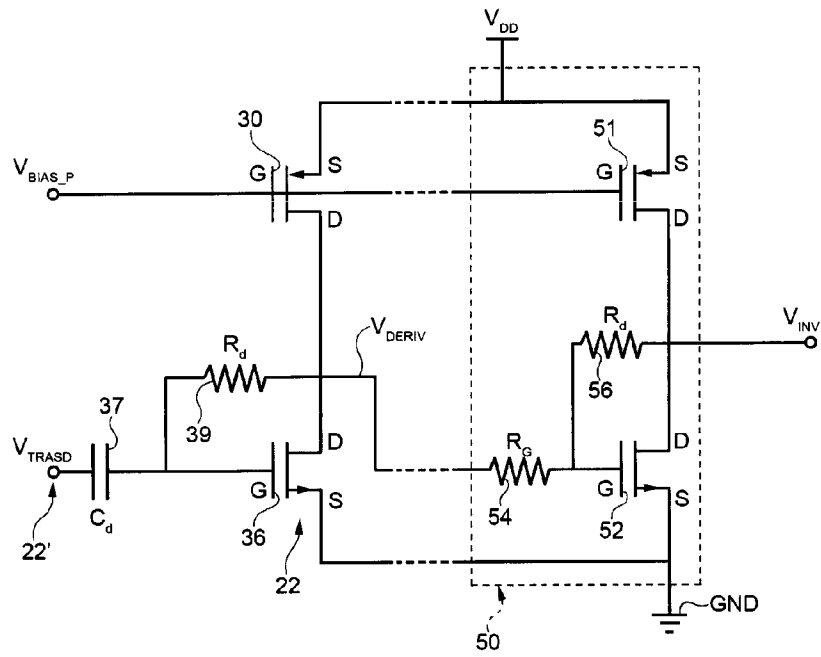 V_DD
30
51
G
S
G
S
V_BIAS_P
D
D
V_DERIV
V_INV
R_d
R_d
37
39
56
V_TRASD
R_G
D
D
G
S
54
G
S
22'
C_d
36
22
52
GND
50